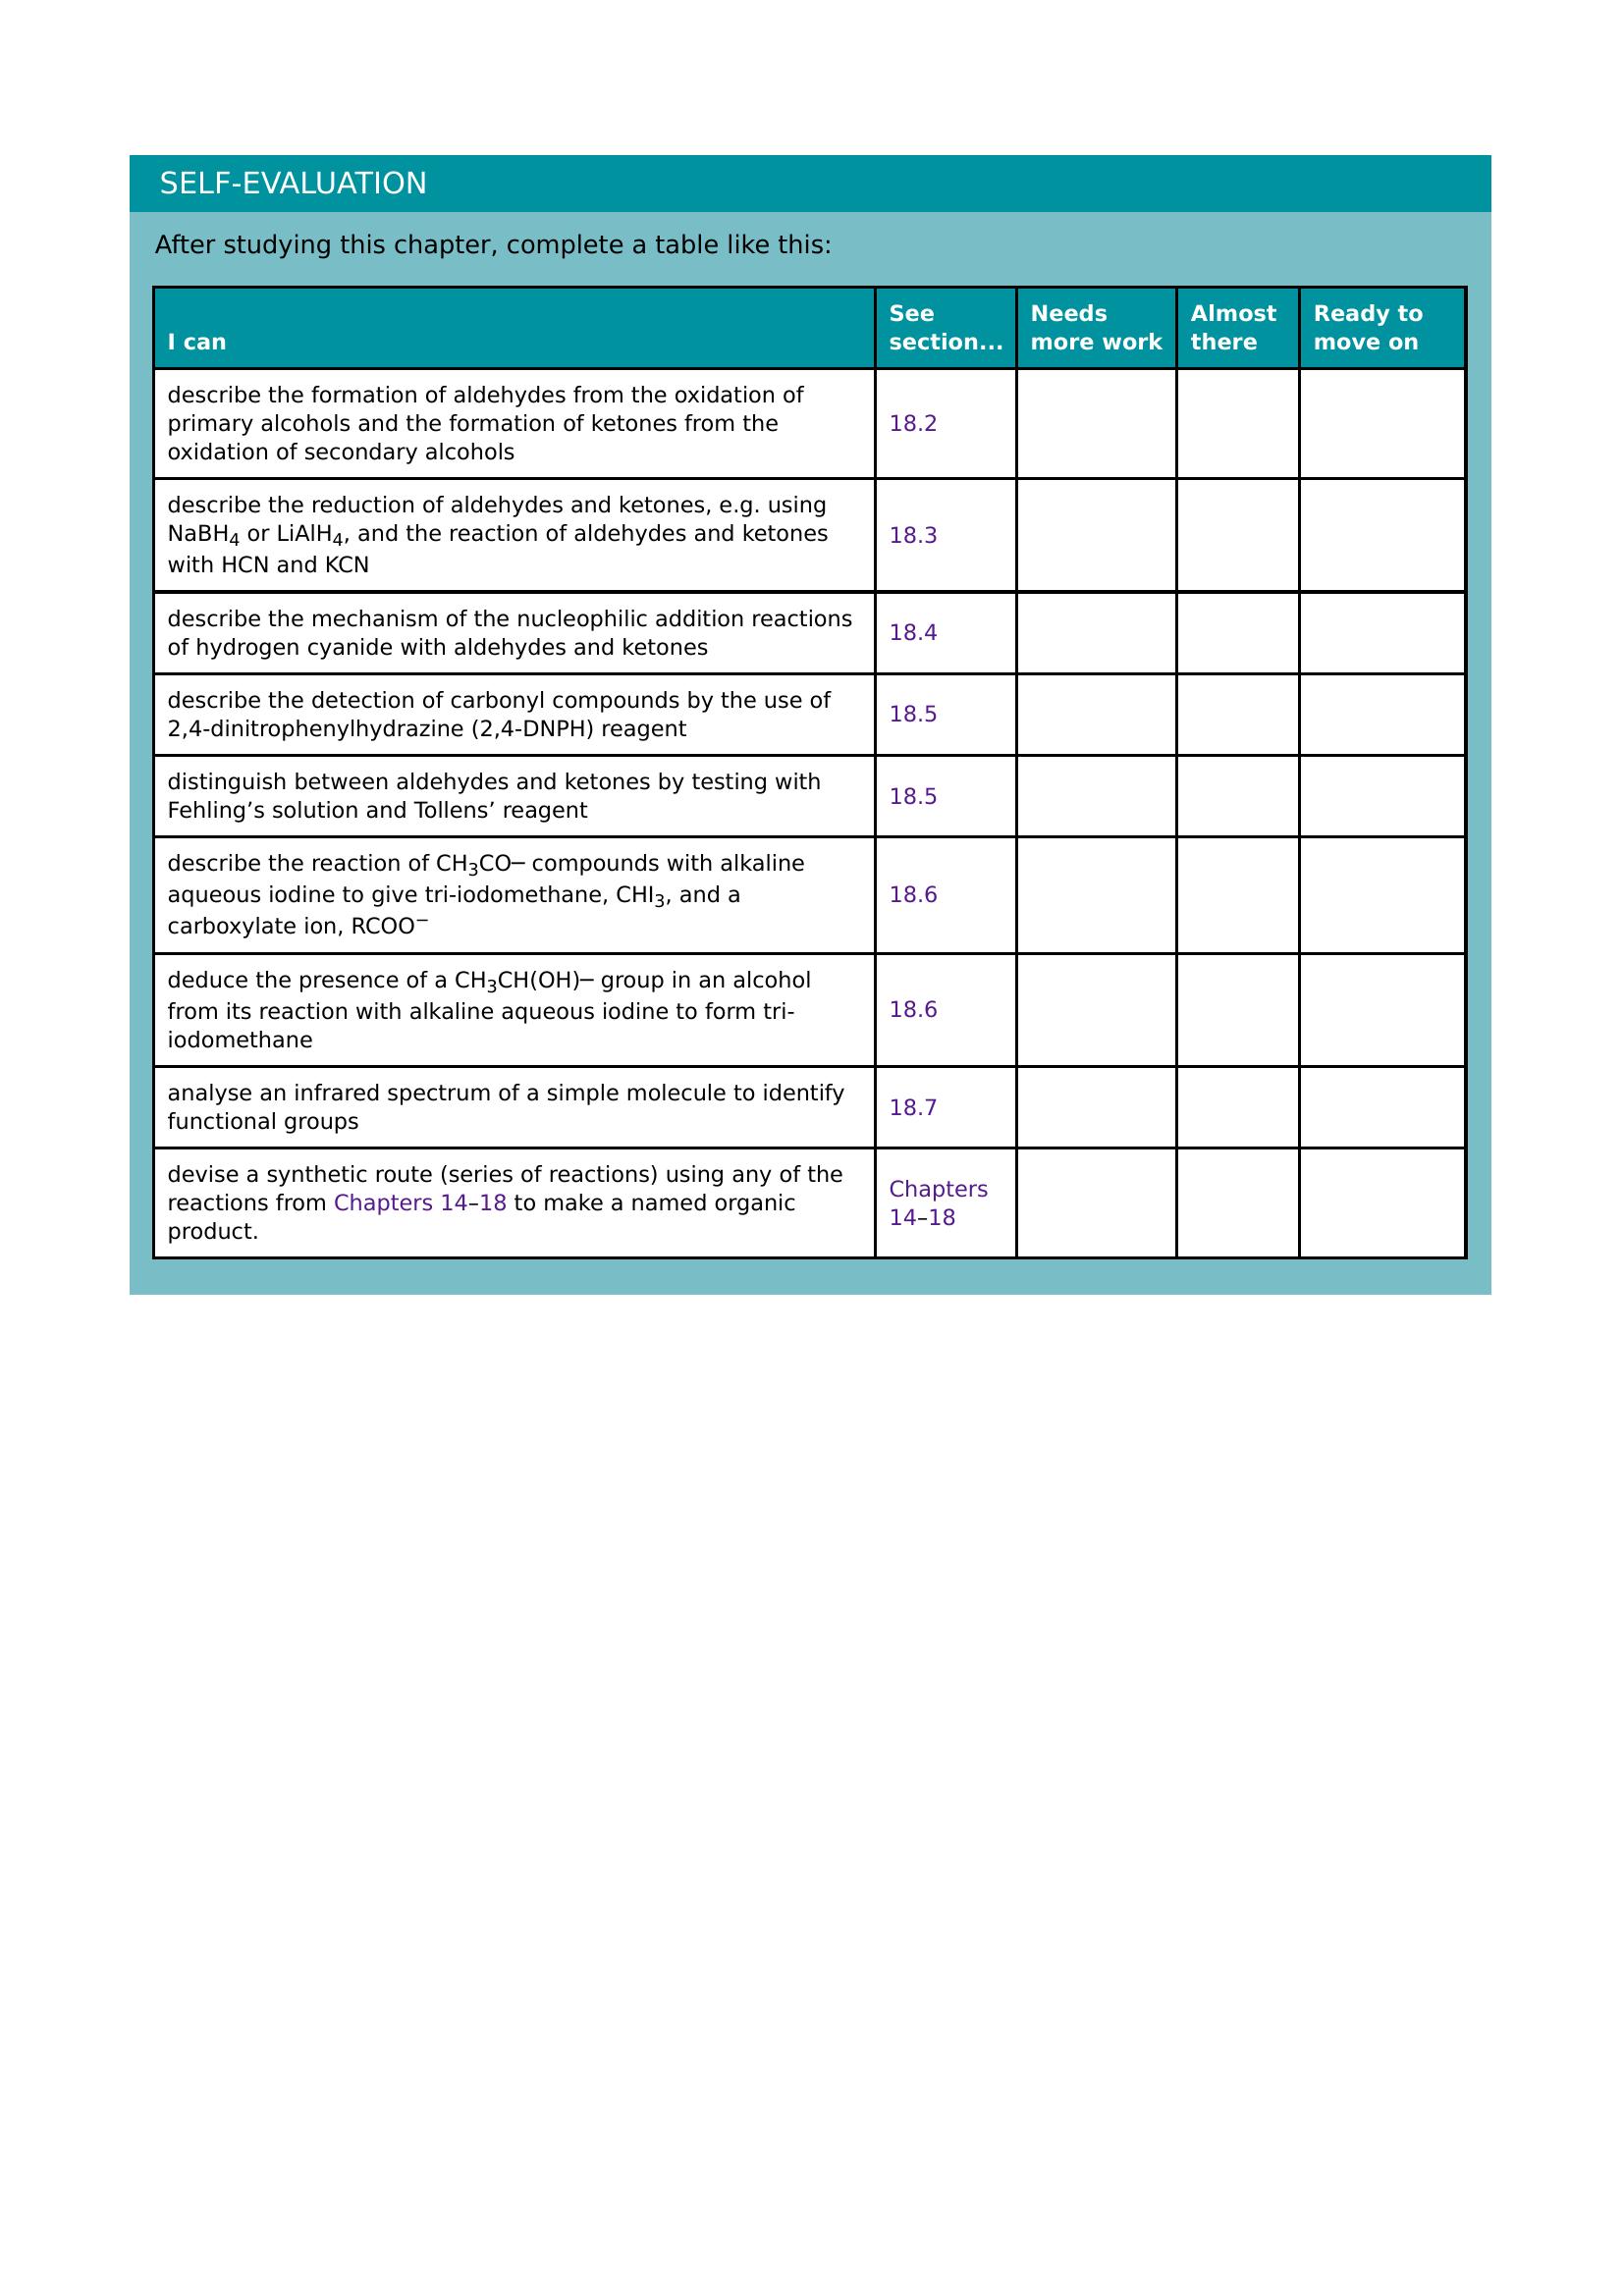 SELF-EVALUATION
After studying this chapter, complete a table like this:
I can
See
section...
Needs
more work
Almost
there
Ready to
move on
describe the formation of aldehydes from the oxidation of
primary alcohols and the formation of ketones from the
oxidation of secondary alcohols
18.2
describe the reduction of aldehydes and ketones, e.g. using
NaBH₄ or LiAlH₄, and the reaction of aldehydes and ketones
with HCN and KCN
18.3
describe the mechanism of the nucleophilic addition reactions
of hydrogen cyanide with aldehydes and ketones
18.4
describe the detection of carbonyl compounds by the use of
2,4-dinitrophenylhydrazine (2,4-DNPH) reagent
18.5
distinguish between aldehydes and ketones by testing with
Fehling’s solution and Tollens’ reagent
18.5
describe the reaction of CH₃CO─ compounds with alkaline
aqueous iodine to give tri-iodomethane, CHI₃, and a
carboxylate ion, RCOO⁻
18.6
deduce the presence of a CH₃CH(OH)─ group in an alcohol
from its reaction with alkaline aqueous iodine to form tri-
iodomethane
18.6
analyse an infrared spectrum of a simple molecule to identify
functional groups
18.7
devise a synthetic route (series of reactions) using any of the
reactions from Chapters 14–18 to make a named organic
product.
Chapters
14–18